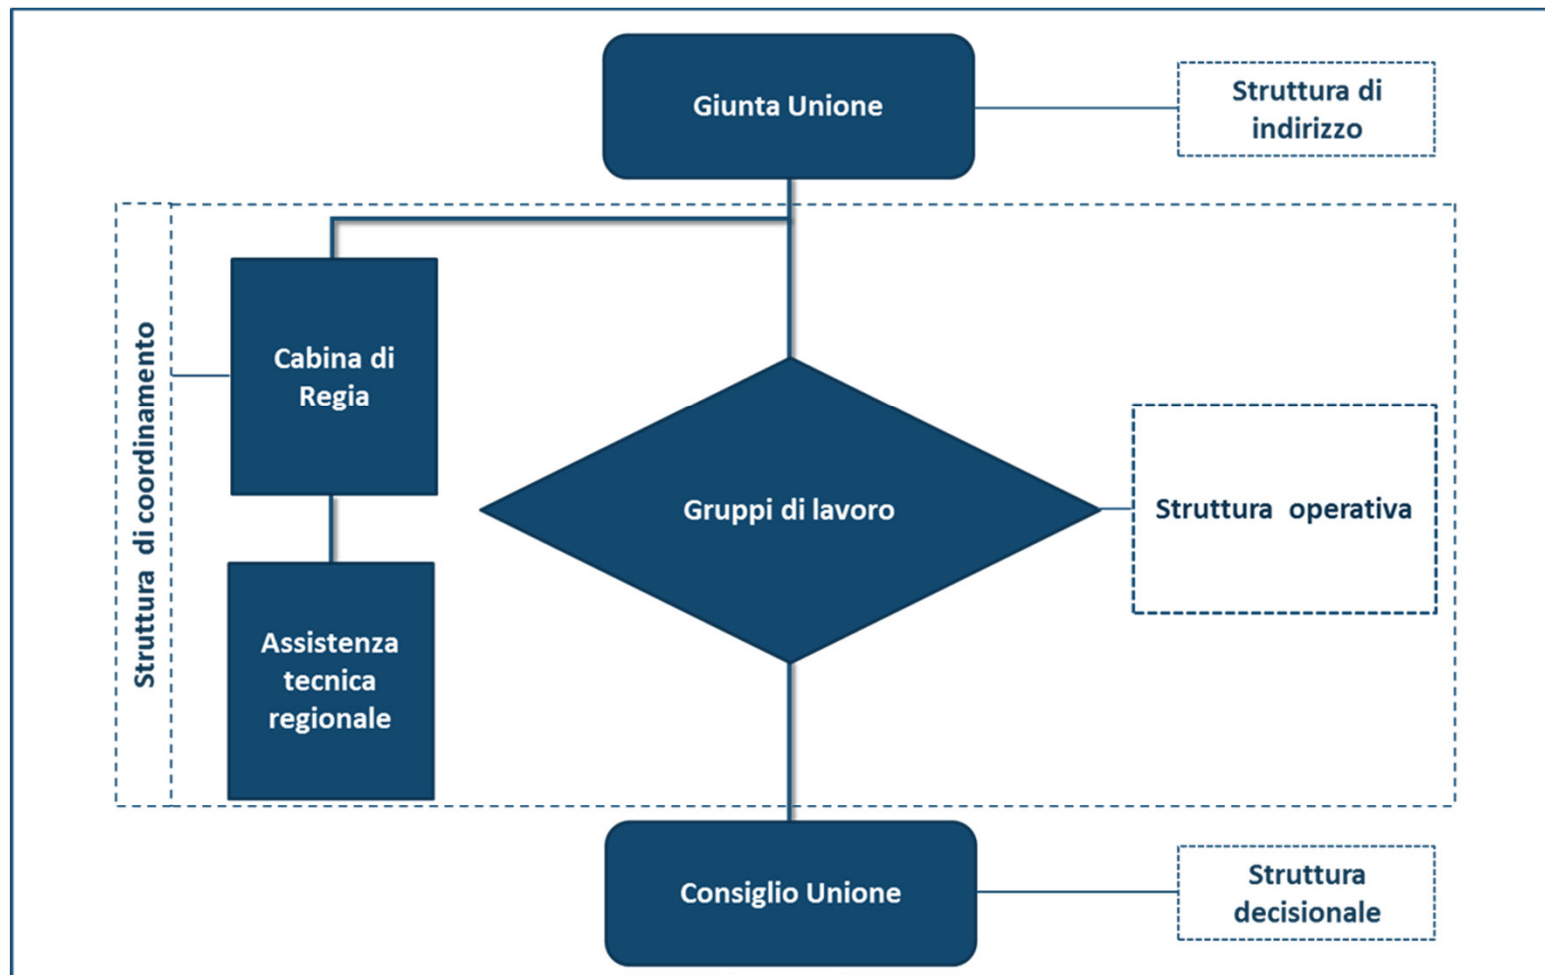 Giunta Unione
Struttura di
indirizzo
Struttura di coordinamento
Cabina di
Regia
Gruppi di lavoro
Struttura operativa
Assistenza
tecnica
regionale
Consiglio Unione
Struttura
decisionale